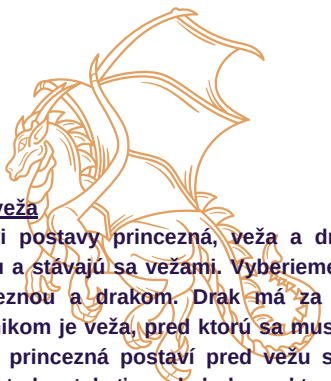 veža
i postavy princezná, veža a dr
u a stávajú sa vežami. Vyberieme
eznou a drakom. Drak má za
nikom je veža, pred ktorú sa mus
princezná postaví pred vežu s